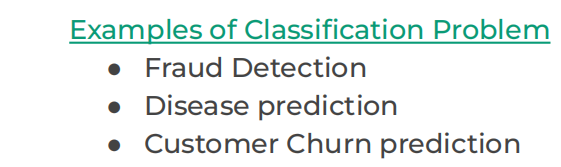 Examples of Classification Problem
● Fraud Detection
● Disease prediction
● Customer Churn prediction